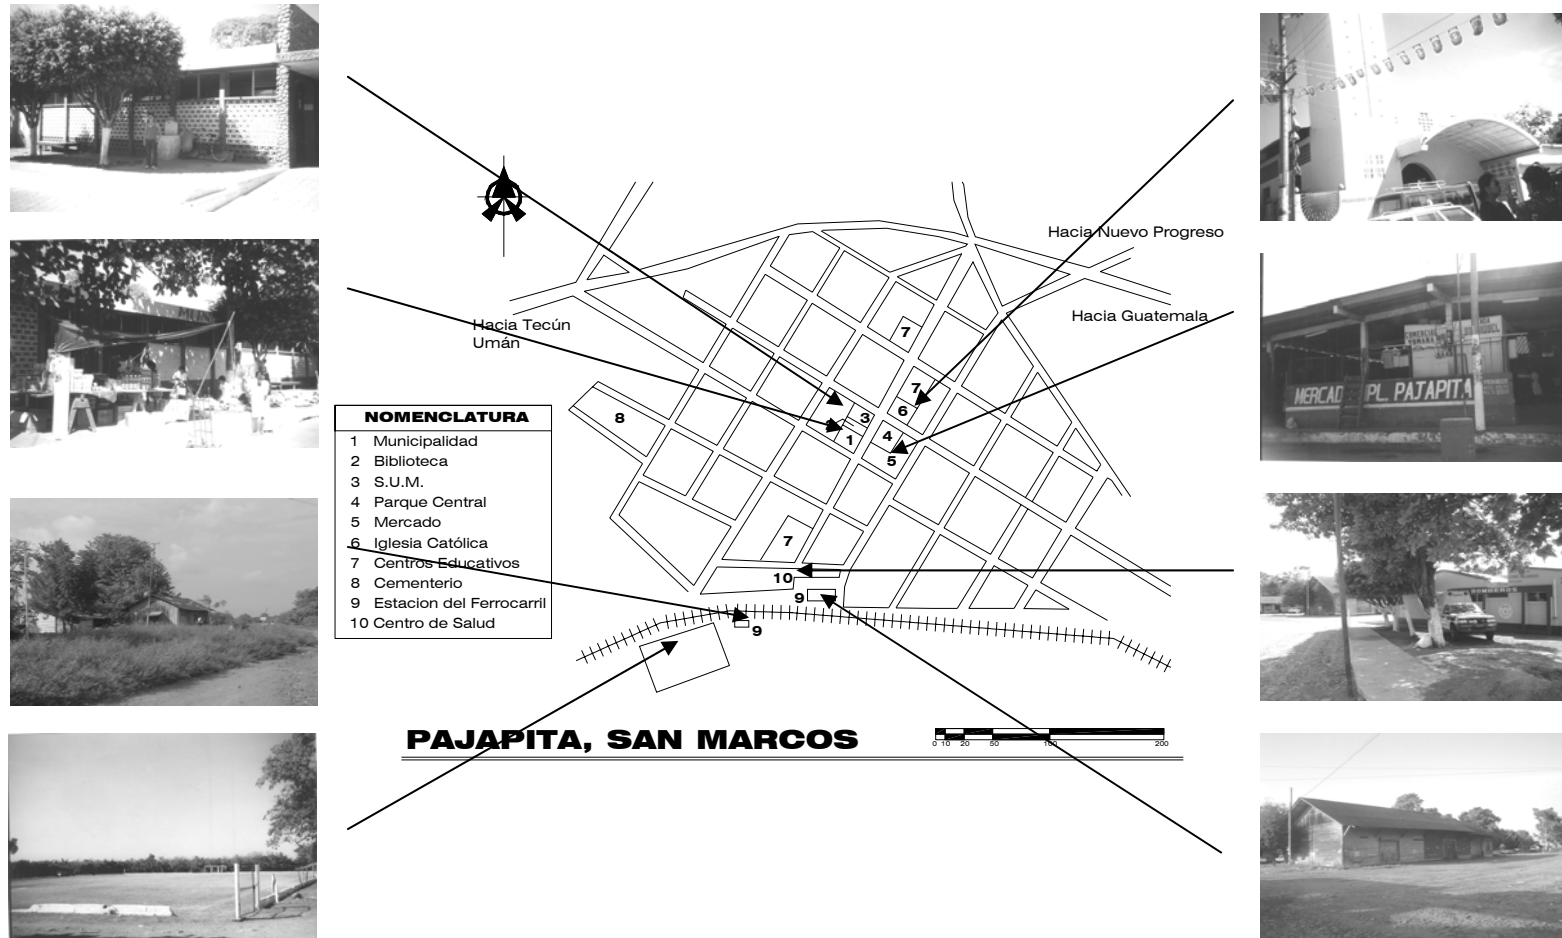 Hacia Nuevo Progreso
Hacia Guatemala
Hacia Tecún
Umán
7
7
6
3
4
1
5
8
7
10
9
9
NOMENCLATURA
1 Municipalidad
2 Biblioteca
3 S.U.M.
4 Parque Central
5 Mercado
6 Iglesia Católica
7 Centros Educativos
8 Cementerio
9 Estacion del Ferrocarril
10 Centro de Salud
PAJAPITA, SAN MARCOS
0 10 20 50 100 200
COMERCIAL
MERCADO MPL. PAJAPITA
BOMBEROS